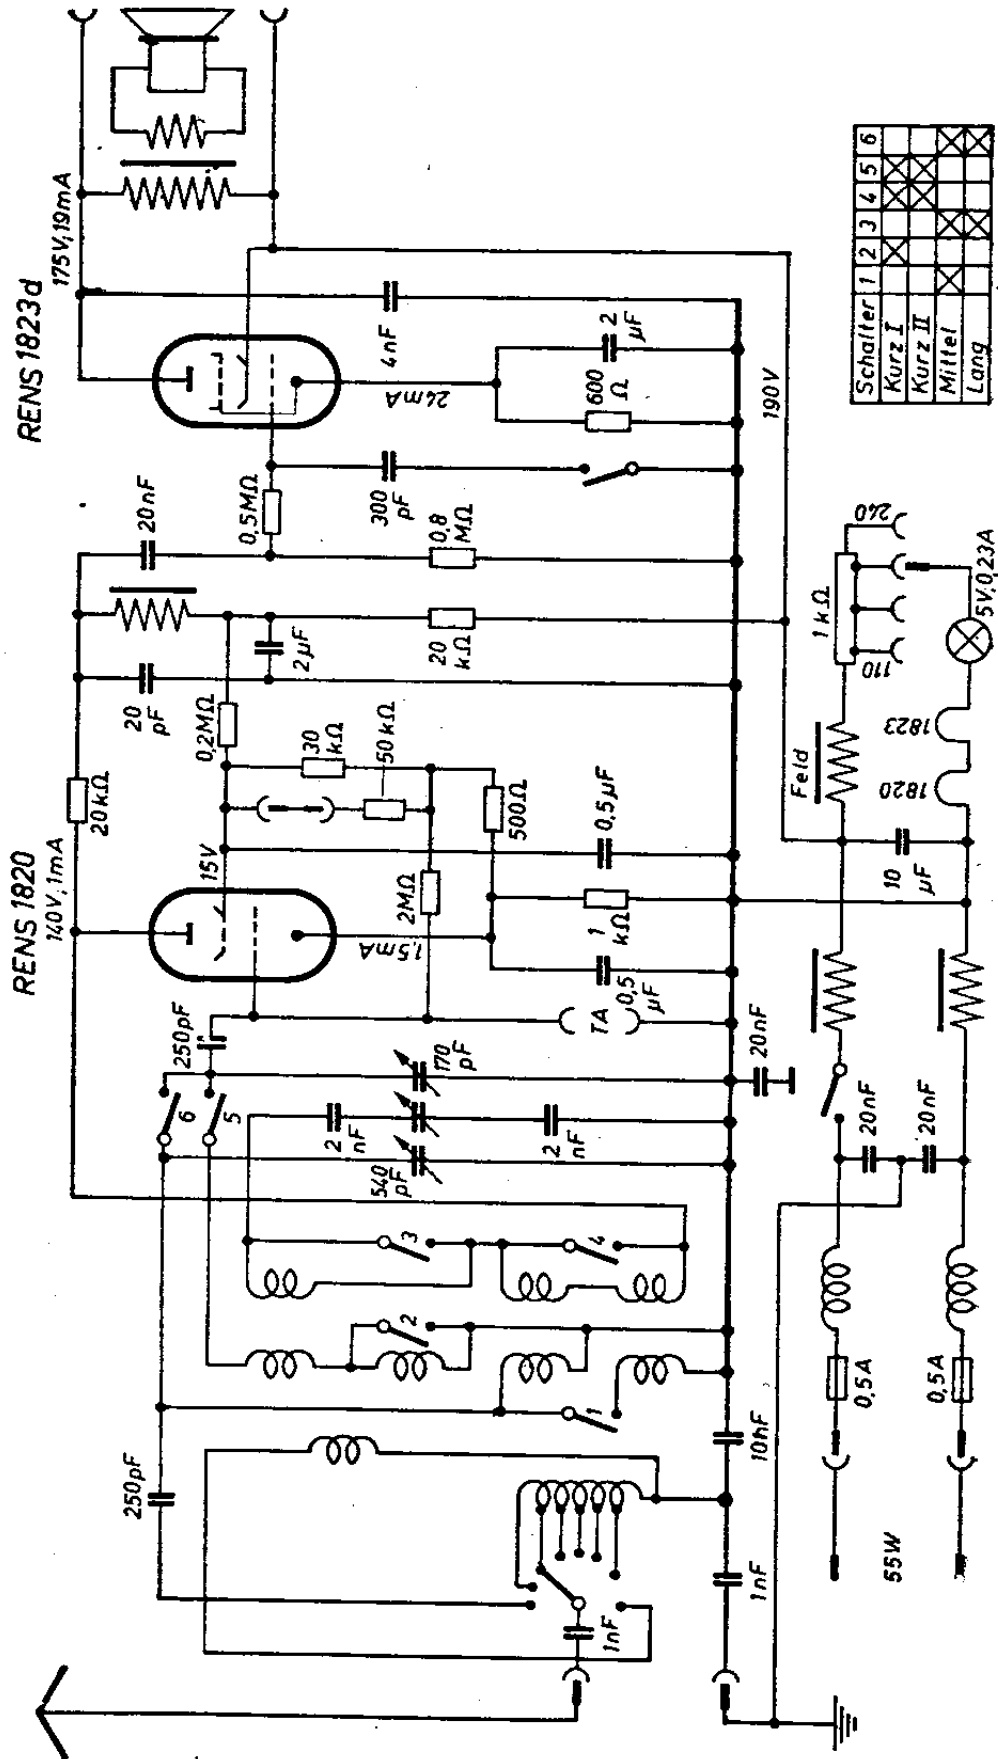 RENS 1820
140V, 1mA
RENS 1823d
175V, 19mA
250pF
250pF
6
5
20kΩ
15V
1,5mA
0,2MΩ
20 pF
20nF
2µF
20 kΩ
30 kΩ
50kΩ
2MΩ
500Ω
0,5µF
1 kΩ
0,5 µF
TA
0,5MΩ
300 pF
0,8 MΩ
24mA
4nF
600 Ω
2 µF
190V
170 pF
2 nF
2 nF
540 pF
20nF
3
4
2
1
10nF
1nF
1nF
55W
0,5A
0,5A
20nF
20nF
10 µF
Feld
1kΩ
240
110
1820
1823
5V, 0,23A
Schalter 1 2 3 4 5 6
Kurz I
Kurz II
Mittel
Lang